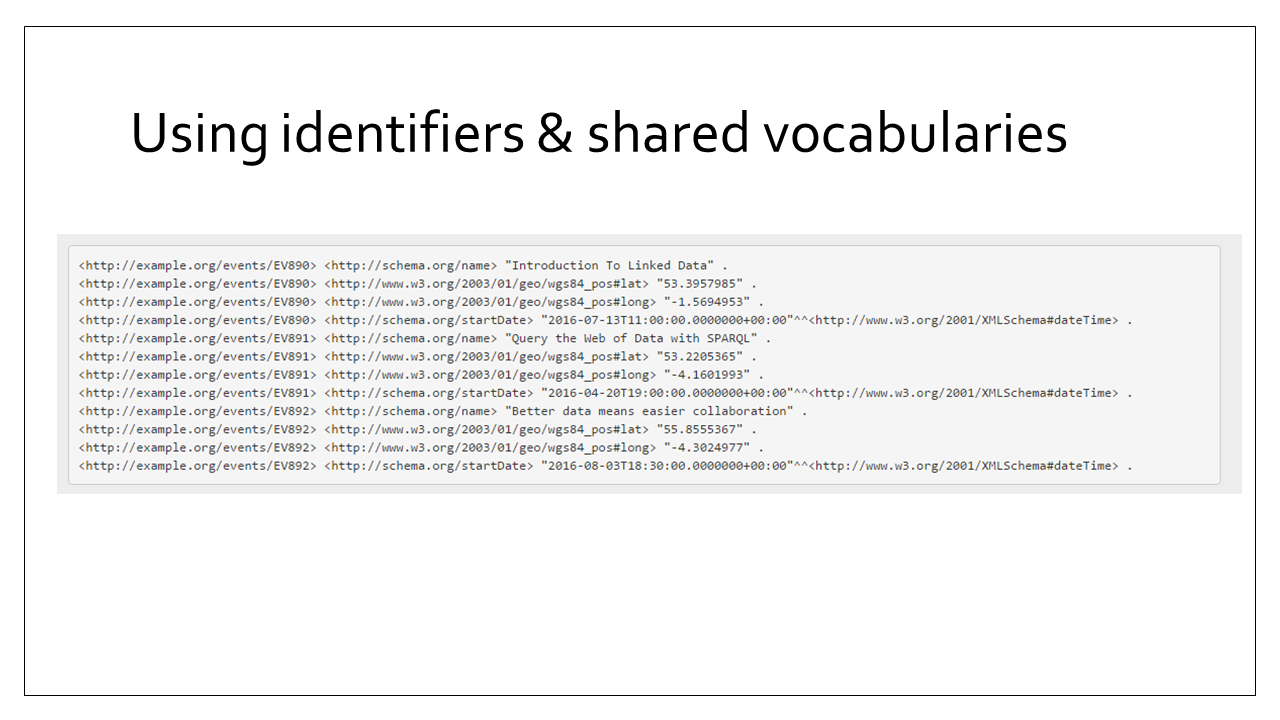 Using identifiers & shared vocabularies
<http://example.org/events/EV890> <http://schema.org/name> "Introduction To Linked Data" .
<http://example.org/events/EV890> <http://www.w3.org/2003/01/geo/wgs84_pos#lat> "53.3957985" .
<http://example.org/events/EV890> <http://www.w3.org/2003/01/geo/wgs84_pos#long> "-1.5694953" .
<http://example.org/events/EV890> <http://schema.org/startDate> "2016-07-13T11:00:00.0000000+00:00"^^<http://www.w3.org/2001/XMLSchema#dateTime> .
<http://example.org/events/EV891> <http://schema.org/name> "Query the Web of Data with SPARQL" .
<http://example.org/events/EV891> <http://www.w3.org/2003/01/geo/wgs84_pos#lat> "53.2205365" .
<http://example.org/events/EV891> <http://www.w3.org/2003/01/geo/wgs84_pos#long> "-4.1601993" .
<http://example.org/events/EV891> <http://schema.org/startDate> "2016-04-20T19:00:00.0000000+00:00"^^<http://www.w3.org/2001/XMLSchema#dateTime> .
<http://example.org/events/EV892> <http://schema.org/name> "Better data means easier collaboration" .
<http://example.org/events/EV892> <http://www.w3.org/2003/01/geo/wgs84_pos#lat> "55.8555367" .
<http://example.org/events/EV892> <http://www.w3.org/2003/01/geo/wgs84_pos#long> "-4.3024977" .
<http://example.org/events/EV892> <http://schema.org/startDate> "2016-08-03T18:30:00.0000000+00:00"^^<http://www.w3.org/2001/XMLSchema#dateTime> .